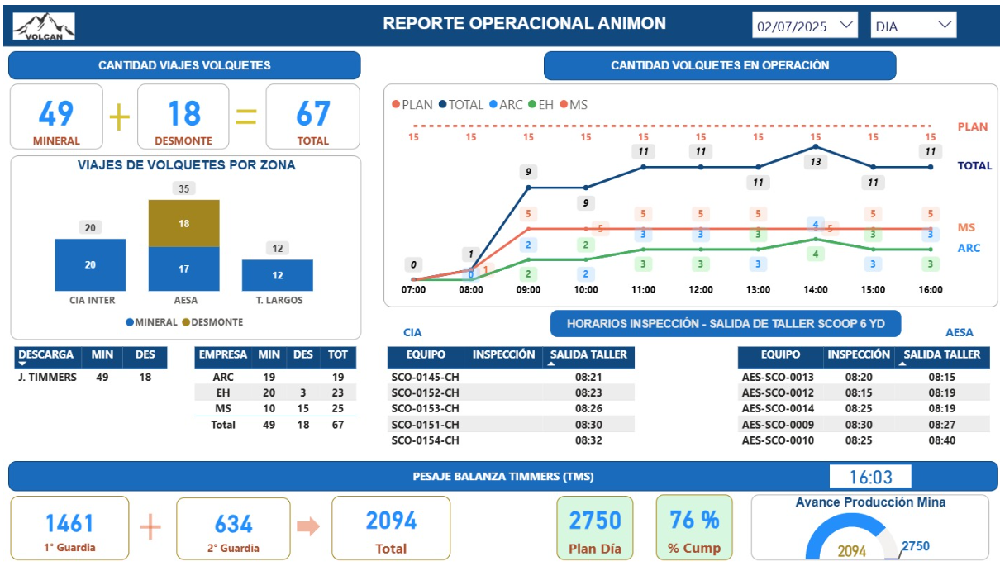 VOLCAN
REPORTE OPERACIONAL ANIMON
02/07/2025
DIA
CANTIDAD VIAJES VOLQUETES
49 + 18 = 67
MINERAL DESMONTE TOTAL
VIAJES DE VOLQUETES POR ZONA
35
18
20
20
17
12
12
CIA INTER AESA T. LARGOS
MINERAL DESMONTE
CANTIDAD VOLQUETES EN OPERACIÓN
PLAN TOTAL ARC EH MS
PLAN
15 15 15 15 15 15 15 15 15 15
11 11 11
13
TOTAL
9
11 11
9
5 5 5 5 5 5
5 5
MS
4
3 3 3 3 3
2 2
ARC
1
0
0 1
2 2 3 3 3 4 3 3
07:00 08:00 09:00 10:00 11:00 12:00 13:00 14:00 15:00 16:00
DESCARGA MIN DES
J. TIMMERS 49 18
EMPRESA MIN DES TOT
ARC 19 19
EH 20 3 23
MS 10 15 25
Total 49 18 67
HORARIOS INSPECCIÓN - SALIDA DE TALLER SCOOP 6 YD
CIA
EQUIPO INSPECCIÓN SALIDA TALLER
SCO-0145-CH 08:21
SCO-0152-CH 08:23
SCO-0153-CH 08:26
SCO-0151-CH 08:30
SCO-0154-CH 08:32
AESA
EQUIPO INSPECCIÓN SALIDA TALLER
AES-SCO-0013 08:20 08:15
AES-SCO-0012 08:15 08:19
AES-SCO-0014 08:25 08:19
AES-SCO-0009 08:30 08:27
AES-SCO-0010 08:25 08:40
PESAJE BALANZA TIMMERS (TMS)
16:03
1461 + 634 2094
1° Guardia 2° Guardia Total
2750
Plan Día
76 %
% Cump
Avance Producción Mina
2094
2750